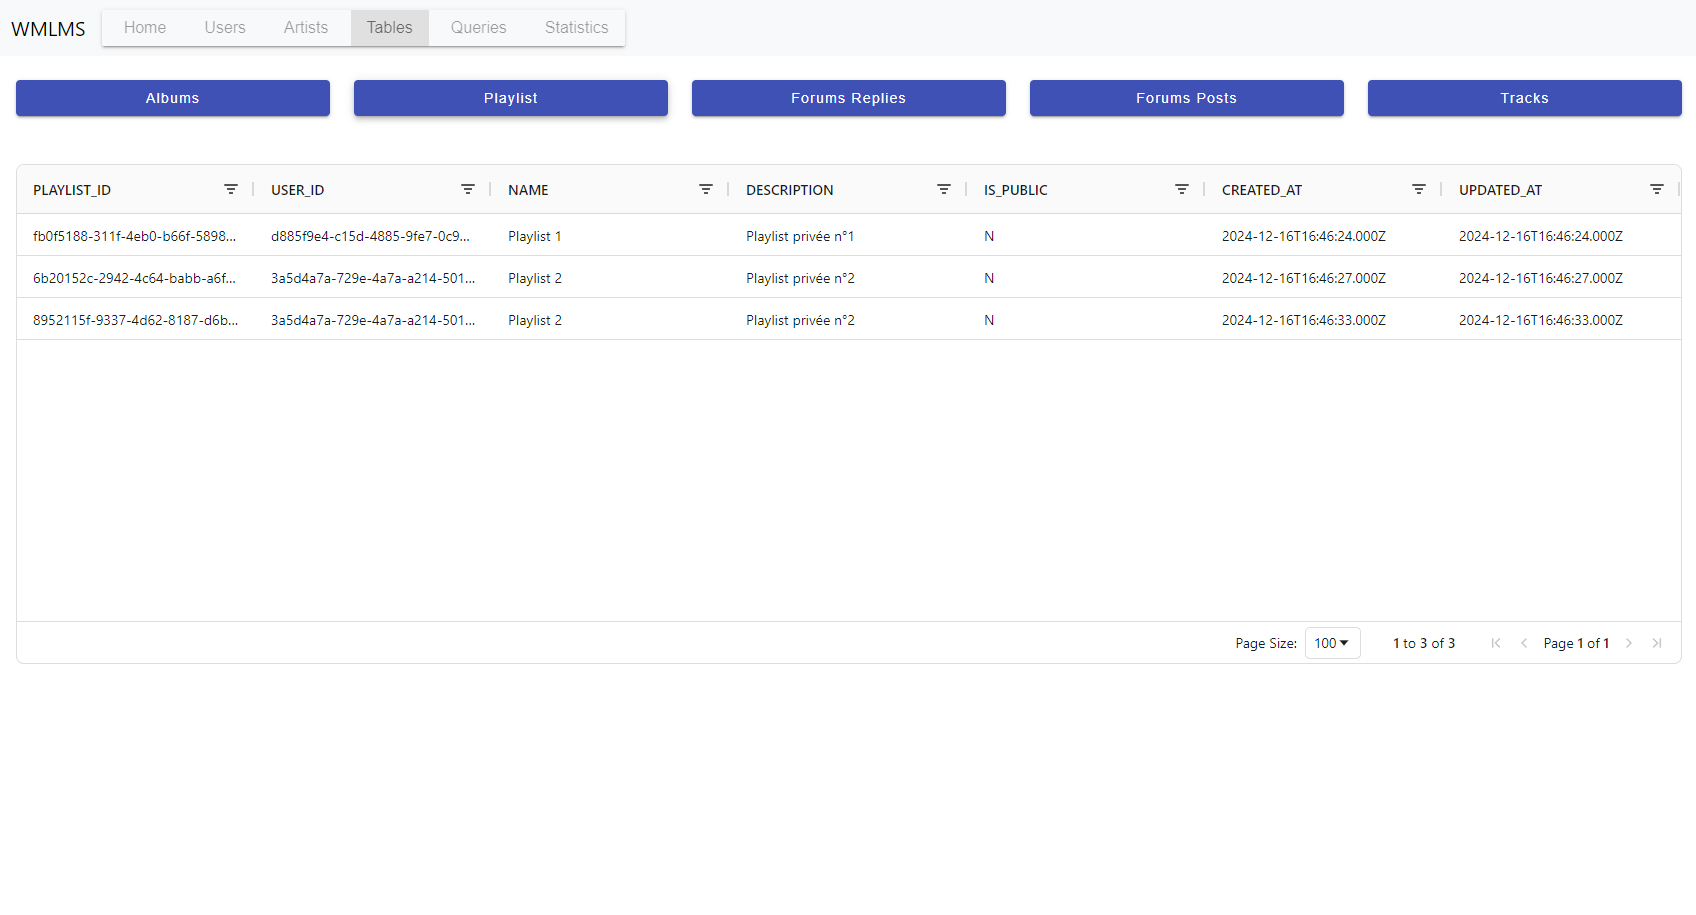 WMLMS Home Users Artists Tables Queries Statistics
Albums Playlist Forums Replies Forums Posts Tracks
PLAYLIST_ID USER_ID NAME DESCRIPTION IS_PUBLIC CREATED_AT UPDATED_AT
fb0f5188-311f-4eb0-b66f-5898... d885f9e4-c15d-4885-9fe7-0c9... Playlist 1 Playlist privée n°1 N 2024-12-16T16:46:24.000Z 2024-12-16T16:46:24.000Z
6b20152c-2942-4c64-babb-a6f... 3a5d4a7a-729e-4a7a-a214-501... Playlist 2 Playlist privée n°2 N 2024-12-16T16:46:27.000Z 2024-12-16T16:46:27.000Z
8952115f-9337-4d62-8187-d6b... 3a5d4a7a-729e-4a7a-a214-501... Playlist 2 Playlist privée n°2 N 2024-12-16T16:46:33.000Z 2024-12-16T16:46:33.000Z
Page Size: 100 1 to 3 of 3 Page 1 of 1